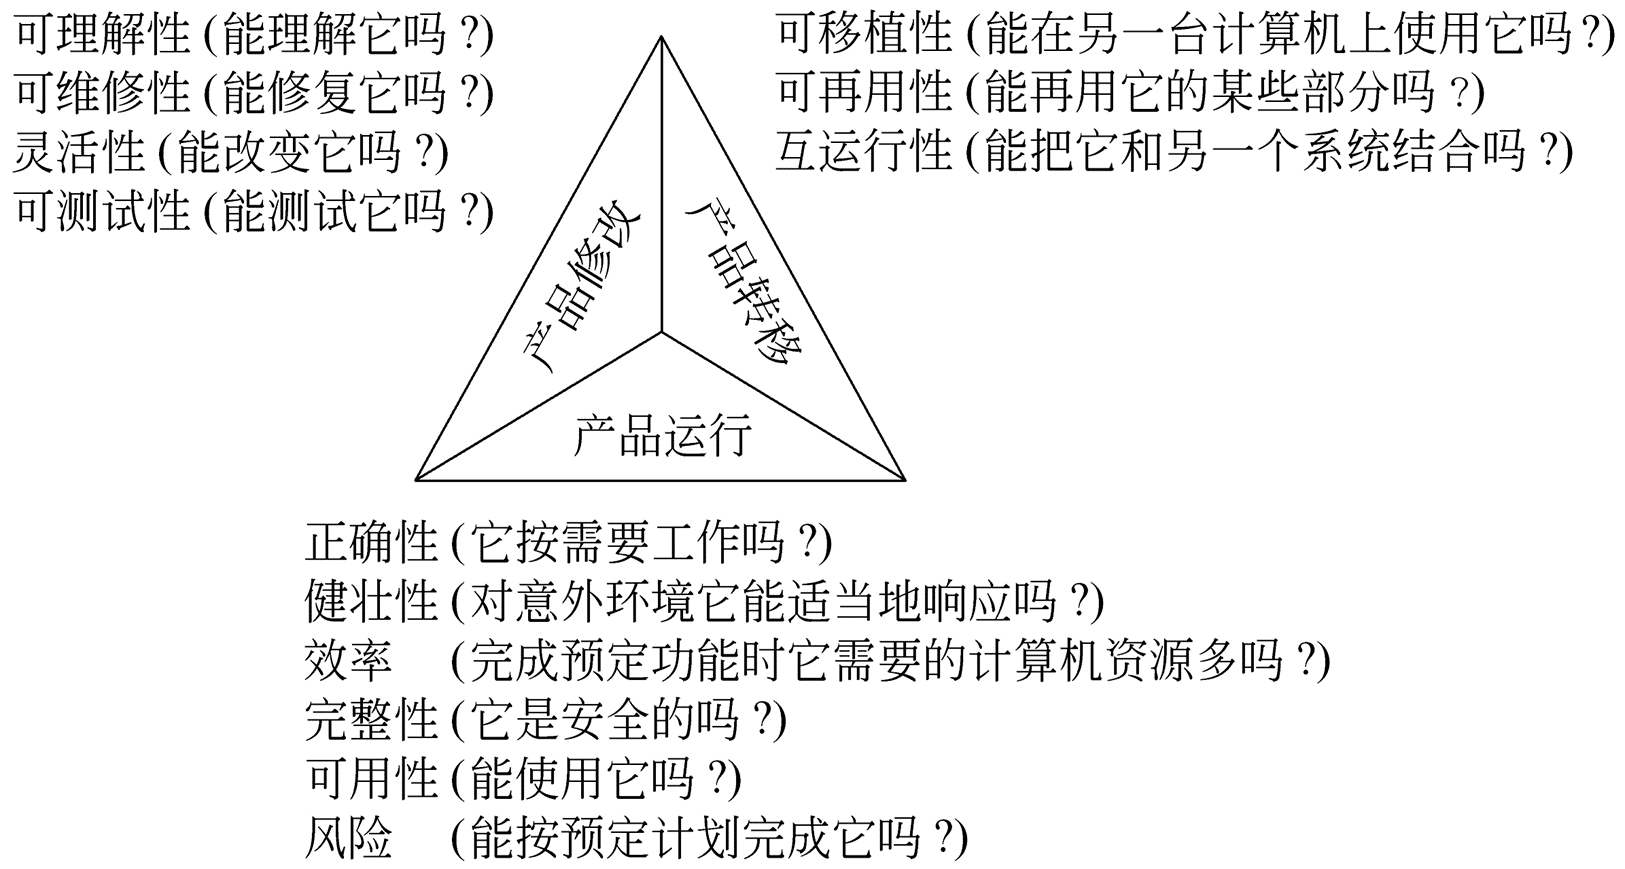 可理解性(能理解它吗?)
可维修性(能修复它吗?)
灵活性(能改变它吗?)
可测试性(能测试它吗?)
可移植性(能在另一台计算机上使用它吗?)
可再用性(能再用它的某些部分吗?)
互运行性(能把它和另一个系统结合吗?)
产品修改
产品转移
产品运行
正确性(它按需要工作吗?)
健壮性(对意外环境它能适当地响应吗?)
效率 (完成预定功能时它需要的计算机资源多吗?)
完整性(它是安全的吗?)
可用性(能使用它吗?)
风险 (能按预定计划完成它吗?)